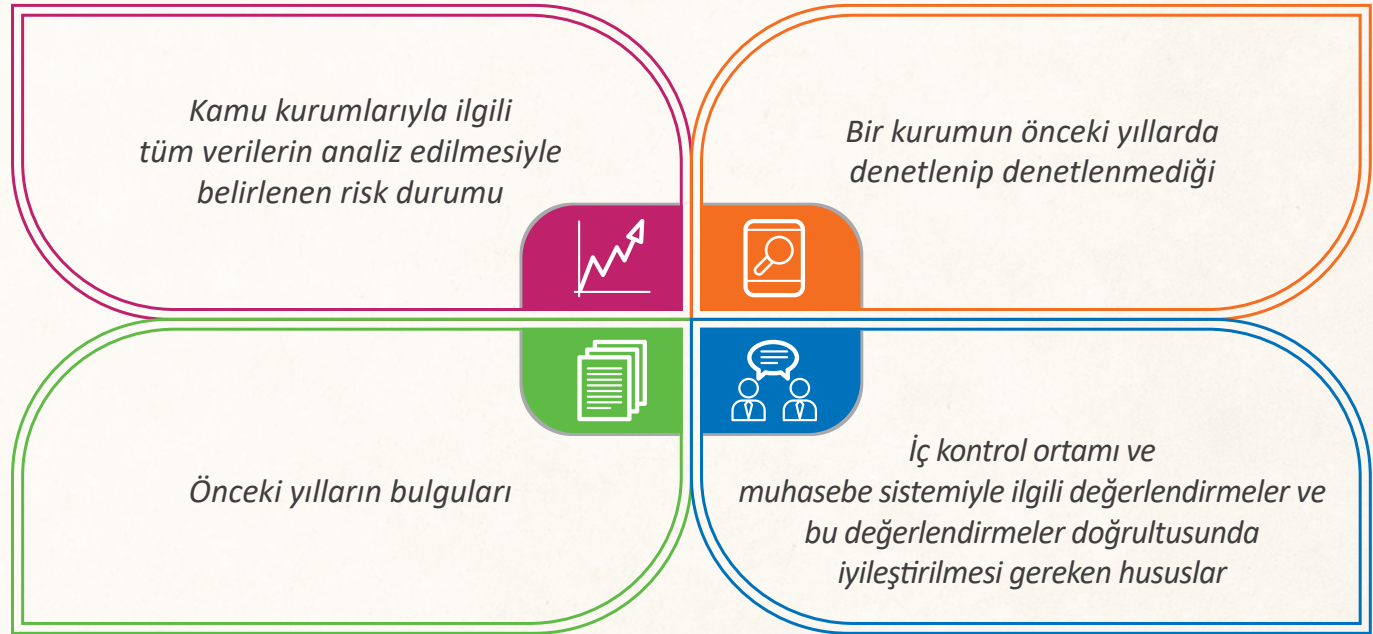 Kamu kurumlarıyla ilgili
tüm verilerin analiz edilmesiyle
belirlenen risk durumu
Bir kurumun önceki yıllarda
denetlenip denetlenmediği
Önceki yılların bulguları
İç kontrol ortamı ve
muhasebe sistemiyle ilgili değerlendirmeler ve
bu değerlendirmeler doğrultusunda
iyileştirilmesi gereken hususlar